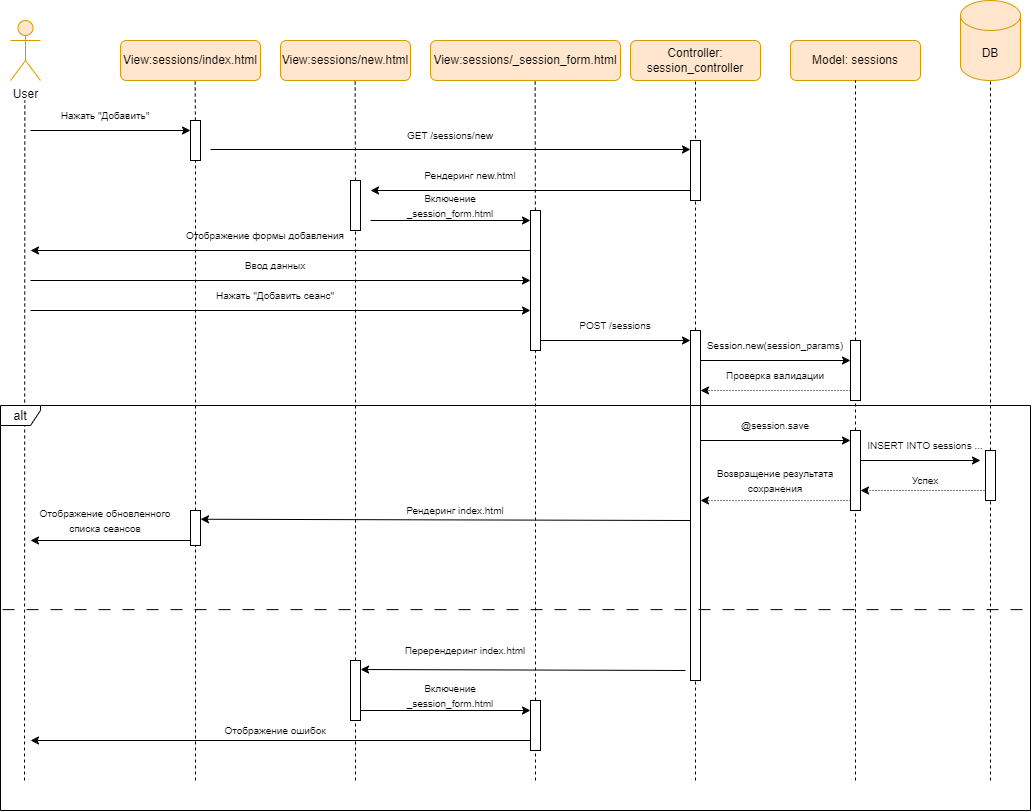 View:sessions/index.html
View:sessions/new.html
View:sessions/_session_form.html
Controller:
session_controller
Model: sessions
DB
User
Нажать "Добавить"
GET /sessions/new
Рендеринг new.html
Включение
_session_form.html
Отображение формы добавления
Ввод данных
Нажать "Добавить сеанс"
POST /sessions
Session.new(session_params)
Проверка валидации
alt
@session.save
INSERT INTO sessions ...
Возвращение результата
сохранения
Успех
Рендеринг index.html
Отображение обновленного
списка сеансов
Перерендеринг index.html
Включение
_session_form.html
Отображение ошибок